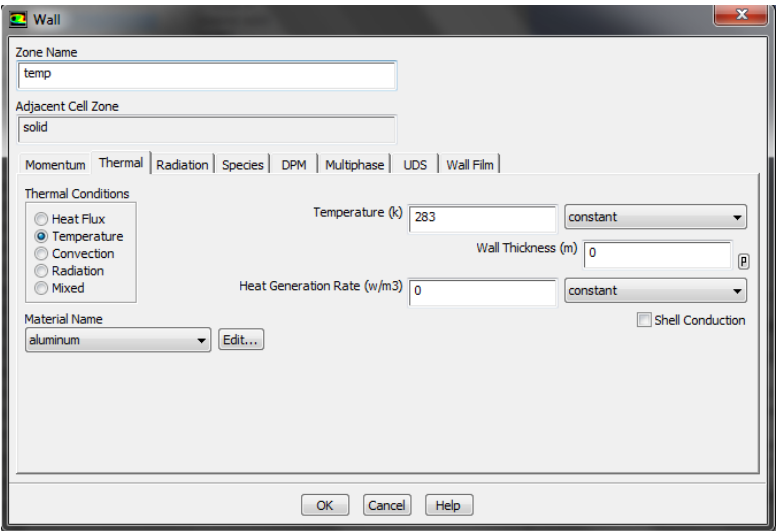 Wall
Zone Name
temp
Adjacent Cell Zone
solid
Momentum Thermal Radiation Species DPM Multiphase UDS Wall Film
Thermal Conditions
Heat Flux
Temperature
Convection
Radiation
Mixed
Temperature (k) 283 constant
Wall Thickness (m) 0 P
Heat Generation Rate (w/m3) 0 constant
Shell Conduction
Material Name
aluminum Edit...
OK Cancel Help